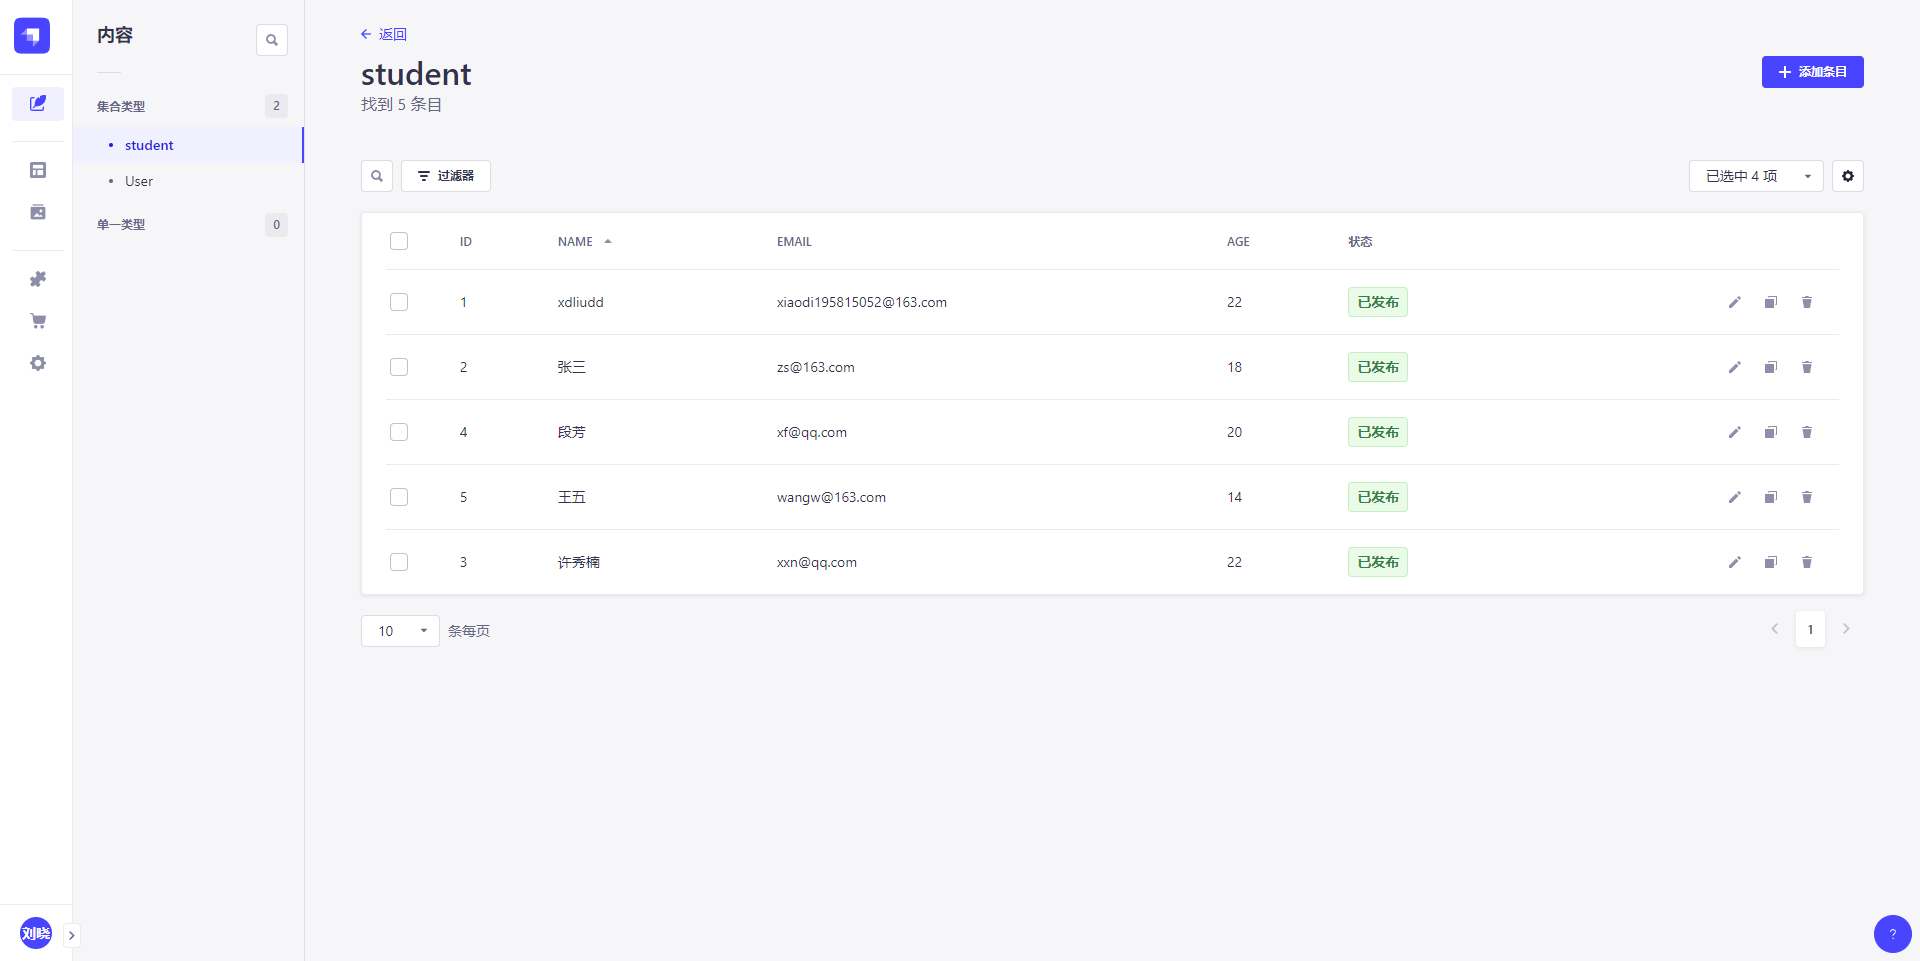 内容
集合类型 2
student
User
单一类型 0
刘晓
返回
student
找到 5 条目
添加条目
过滤器
已选中 4 项
ID NAME EMAIL AGE 状态
1 xdliudd xiaodi195815052@163.com 22 已发布
2 张三 zs@163.com 18 已发布
4 段芳 xf@qq.com 20 已发布
5 王五 wangw@163.com 14 已发布
3 许秀楠 xxn@qq.com 22 已发布
10 条每页
1
?